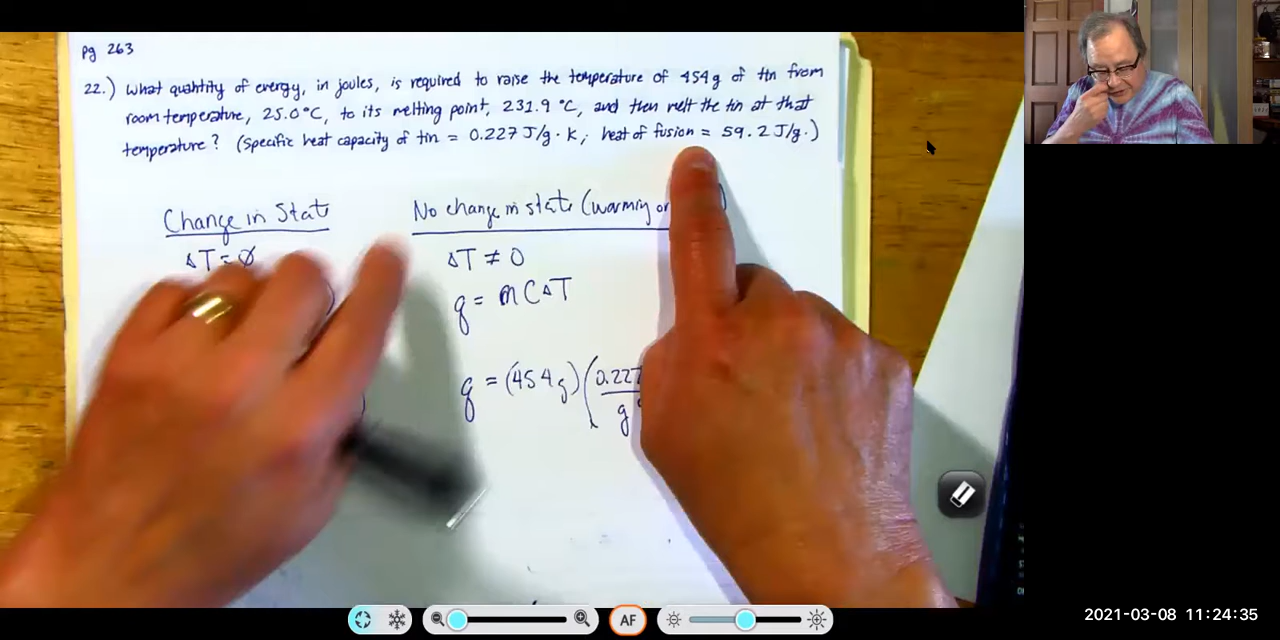 pg 263
22.) What quantity of energy, in joules, is required to raise the temperature of 454g of tin from
room temperature, 25.0°C, to its melting point, 231.9 °C, and then melt the tin at that
temperature? (Specific heat capacity of tin = 0.227 J/g·K; heat of fusion = 59.2 J/g.)
Change in State
ΔT = Ø
No change in state (warming or
ΔT ≠ 0
q = mCΔT
q = (454g)(0.227
g
AF
2021-03-08 11:24:35